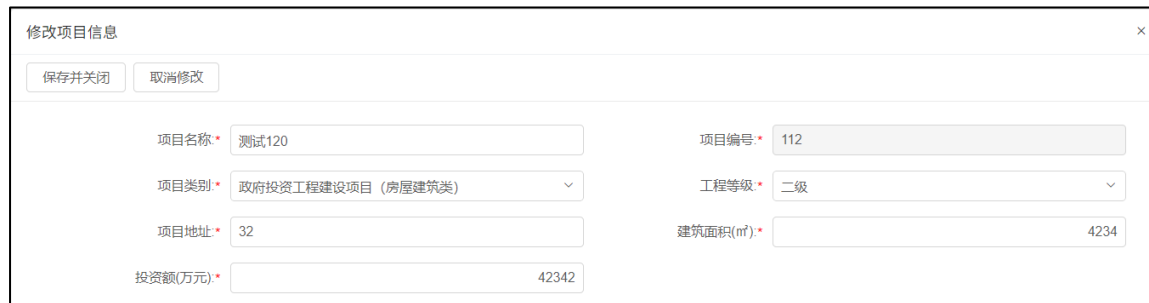 修改项目信息 ×
保存并关闭 取消修改
项目名称:* 测试120 项目编号:* 112
项目类别:* 政府投资工程建设项目（房屋建筑类） 工程等级:* 二级
项目地址:* 32 建筑面积(㎡):* 4234
投资额(万元):* 42342